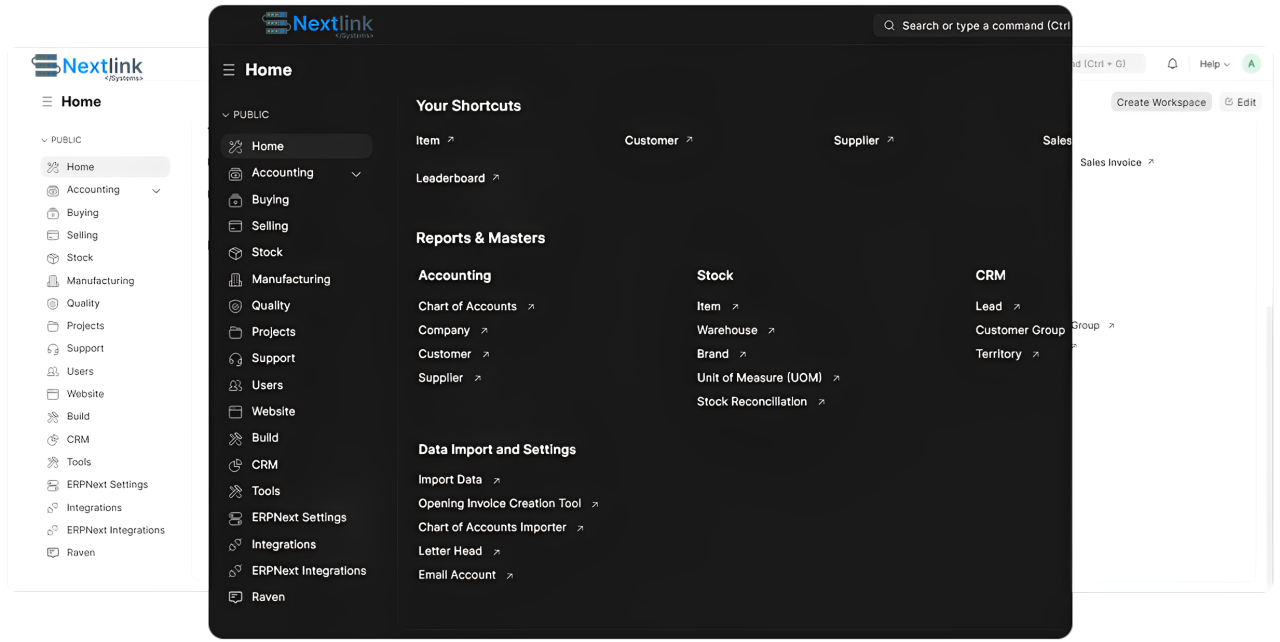 Nextlink
</Systems>
Search or type a command (Ctrl
Home
PUBLIC
Home
Accounting
Buying
Selling
Stock
Manufacturing
Quality
Projects
Support
Users
Website
Build
CRM
Tools
ERPNext Settings
Integrations
ERPNext Integrations
Raven
Your Shortcuts
Item Customer Supplier Sales
Leaderboard
Reports & Masters
Accounting
Chart of Accounts
Company
Customer
Supplier
Stock
Item
Warehouse
Brand
Unit of Measure (UOM)
Stock Reconciliation
CRM
Lead
Customer Group
Territory
Data Import and Settings
Import Data
Opening Invoice Creation Tool
Chart of Accounts Importer
Letter Head
Email Account
Nextlink
</Systems>
Home
PUBLIC
Home
Accounting
Buying
Selling
Stock
Manufacturing
Quality
Projects
Support
Users
Website
Build
CRM
Tools
ERPNext Settings
Integrations
ERPNext Integrations
Raven
nd (Ctrl + G) Help A
Create Workspace Edit
Sales Invoice
Group